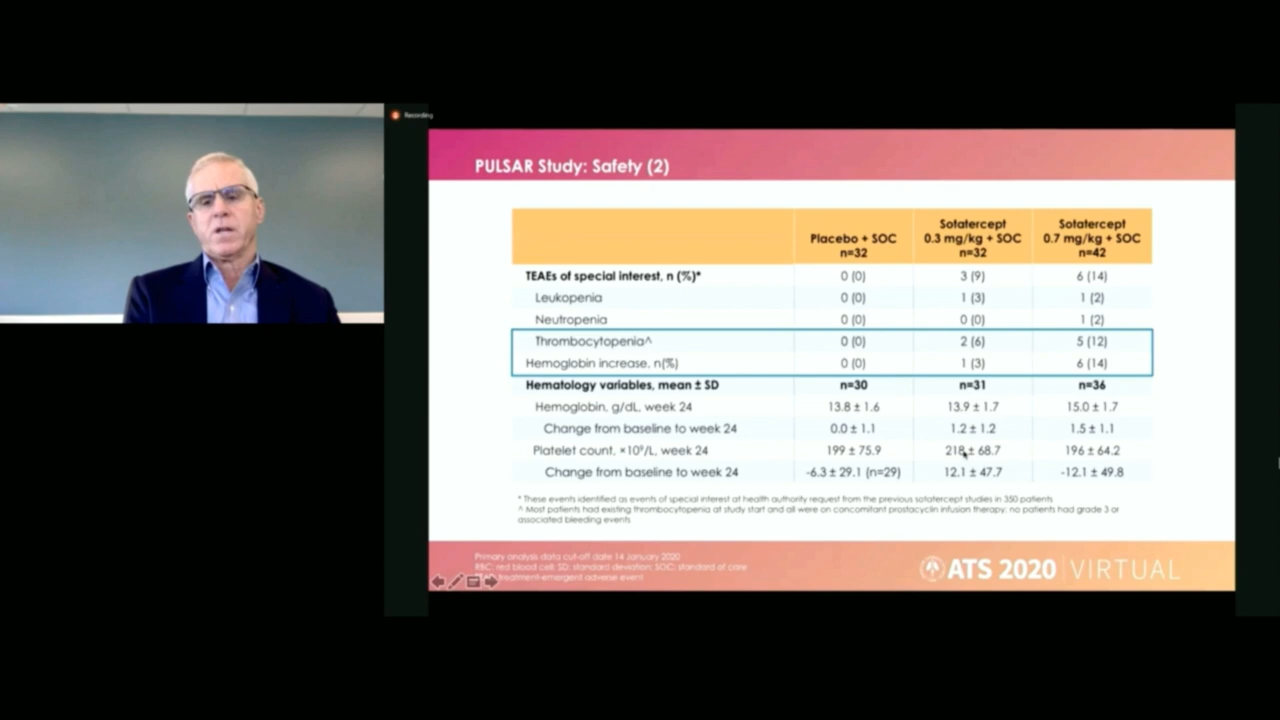 Recording
PULSAR Study: Safety (2)
Placebo + SOC n=32
Sotatercept 0.3 mg/kg + SOC n=32
Sotatercept 0.7 mg/kg + SOC n=42
TEAEs of special interest, n (%)* 0 (0) 3 (9) 6 (14)
Leukopenia 0 (0) 1 (3) 1 (2)
Neutropenia 0 (0) 0 (0) 1 (2)
Thrombocytopenia^ 0 (0) 2 (6) 5 (12)
Hemoglobin increase, n(%) 0 (0) 1 (3) 6 (14)
Hematology variables, mean ± SD n=30 n=31 n=36
Hemoglobin, g/dL, week 24 13.8 ± 1.6 13.9 ± 1.7 15.0 ± 1.7
Change from baseline to week 24 0.0 ± 1.1 1.2 ± 1.2 1.5 ± 1.1
Platelet count, ×10⁹/L, week 24 199 ± 75.9 218 ± 68.7 196 ± 64.2
Change from baseline to week 24 -6.3 ± 29.1 (n=29) 12.1 ± 47.7 -12.1 ± 49.8
* These events identified as events of special interest at health authority request from the previous sotatercept studies in 350 patients
^ Most patients had existing thrombocytopenia at study start and all were on concomitant prostacyclin infusion therapy; no patients had grade 3 or
associated bleeding events
Primary analysis data cut-off date 14 January 2020
RBC: red blood cell; SD: standard deviation; SOC: standard of care
treatment-emergent adverse event
ATS 2020 VIRTUAL